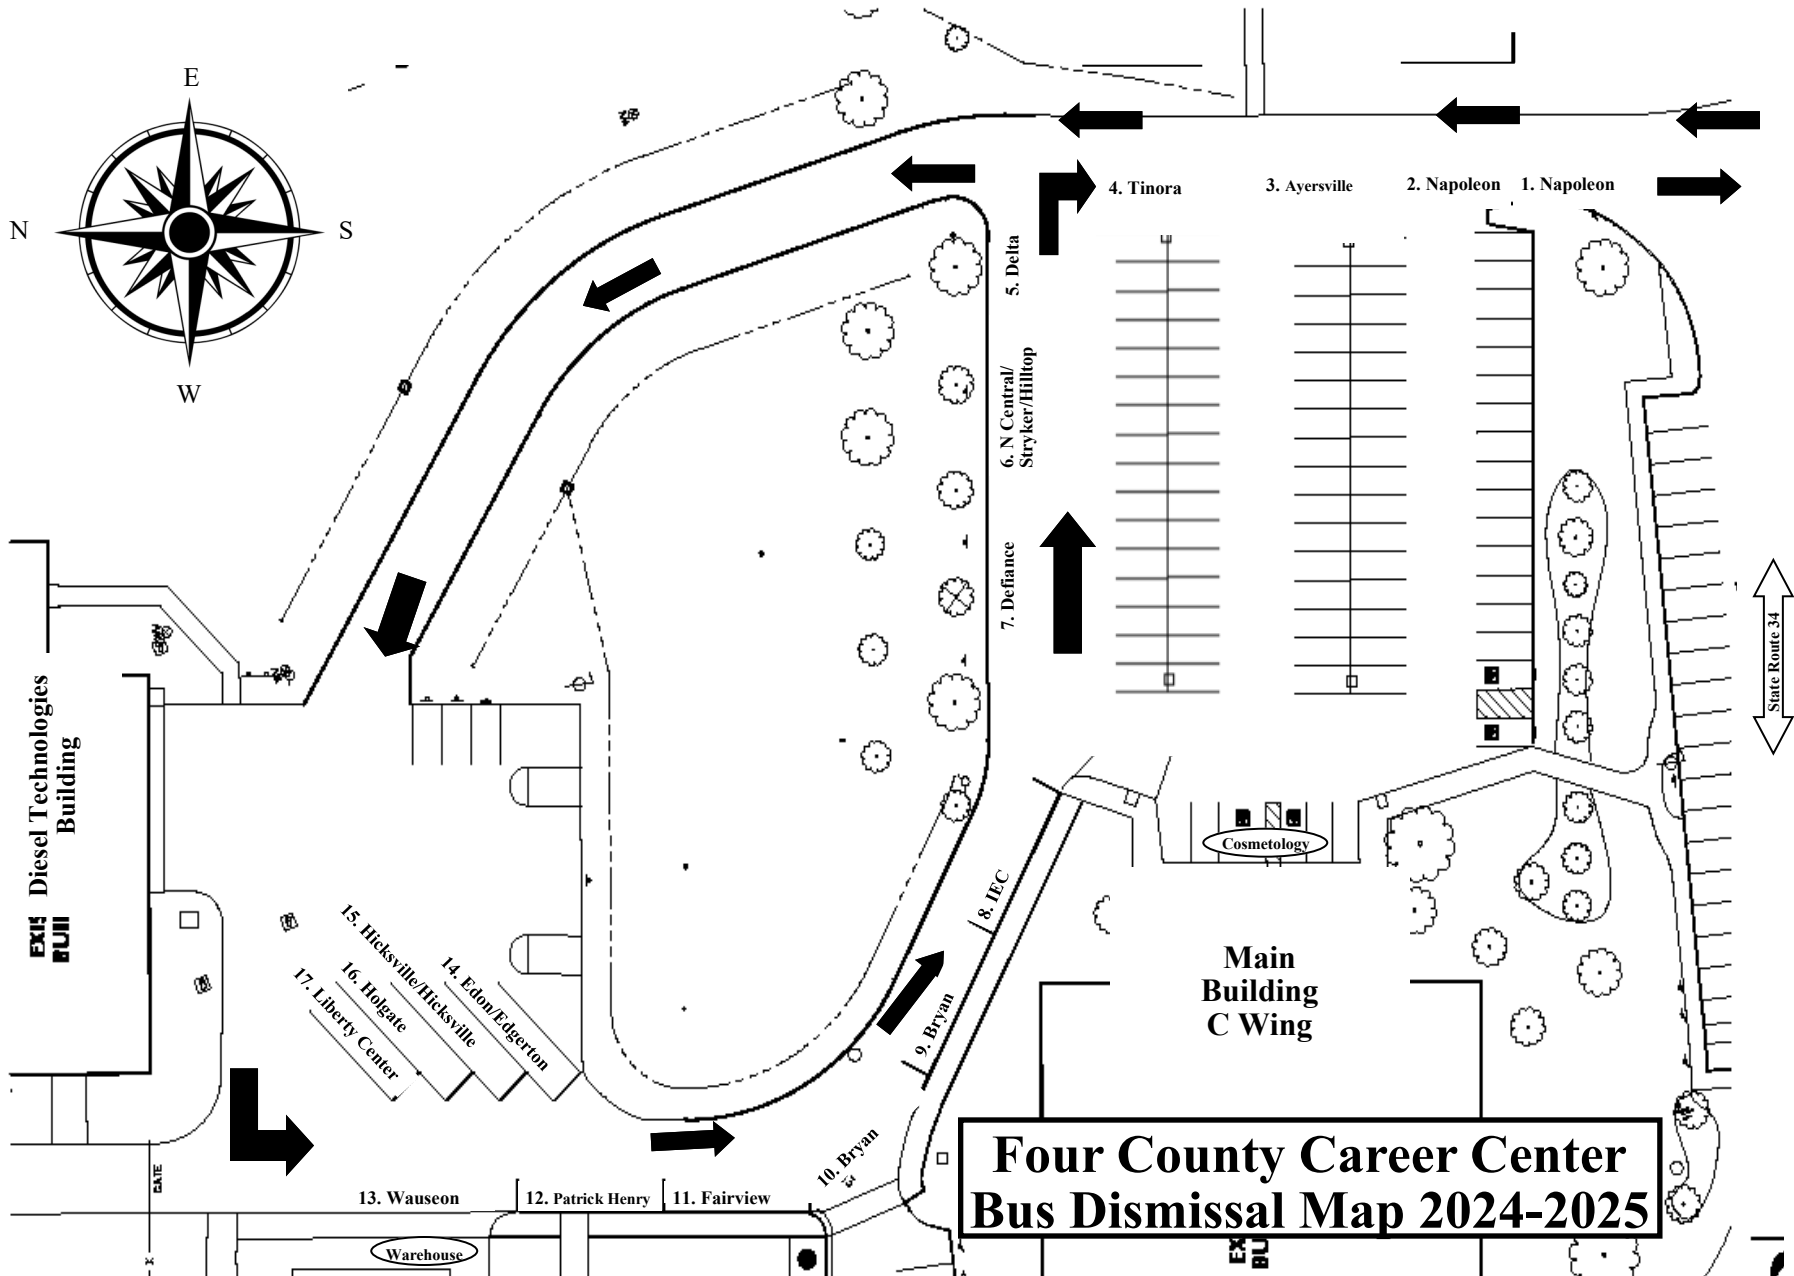 E
N
S
W
4. Tinora
3. Ayersville
2. Napoleon
1. Napoleon
5. Delta
6. N Central/
Stryker/Hilltop
7. Defiance
State Route 34
Diesel Technologies
Building
Cosmetology
8. IEC
9. Bryan
10. Bryan
Main
Building
C Wing
15. Hicksville/Hicksville
14. Edon/Edgerton
16. Holgate
17. Liberty Center
GATE
13. Wauseon
12. Patrick Henry
11. Fairview
Warehouse
Four County Career Center
Bus Dismissal Map 2024-2025